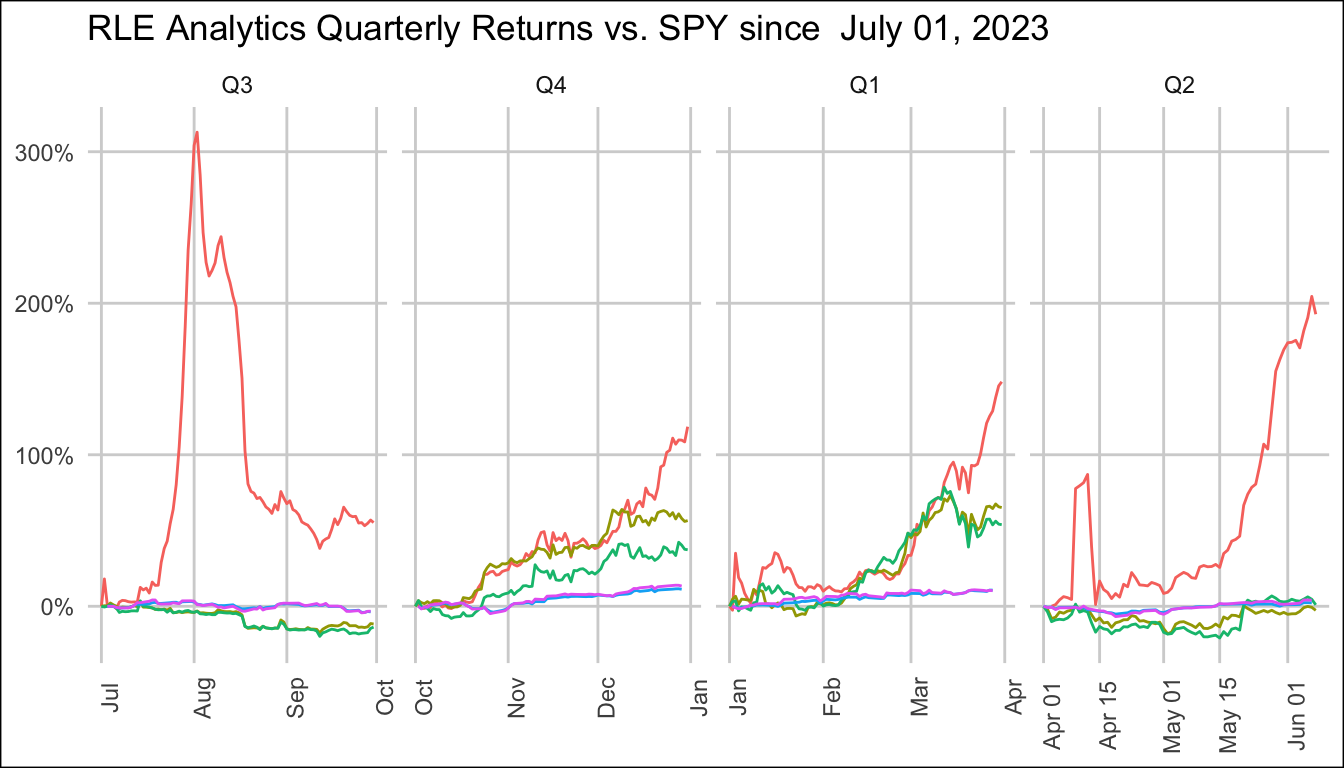 RLE Analytics Quarterly Returns vs. SPY since  July 01, 2023
Q3 Q4 Q1 Q2
300%
200%
100%
0%
Jul Aug Sep Oct Oct Nov Dec Jan Jan Feb Mar Apr Apr 01 Apr 15 May 01 May 15 Jun 01